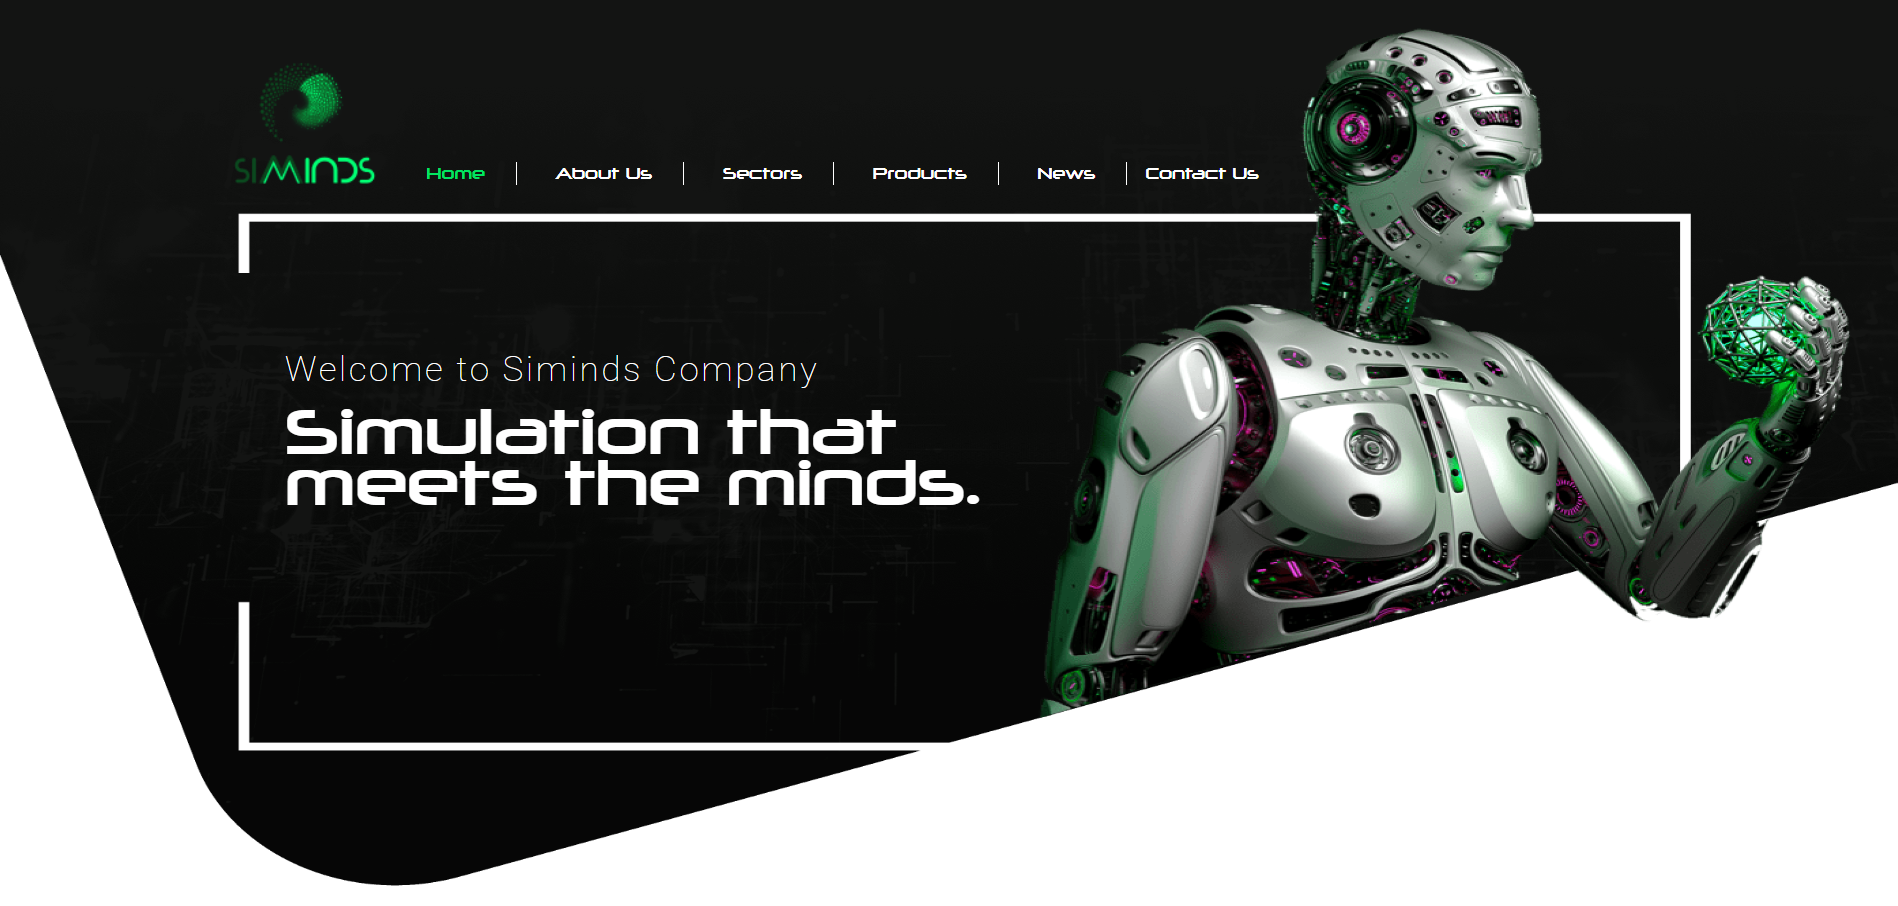 SIMINDS
Home
About Us
Sectors
Products
News
Contact Us
Welcome to Siminds Company
Simulation that
meets the minds.